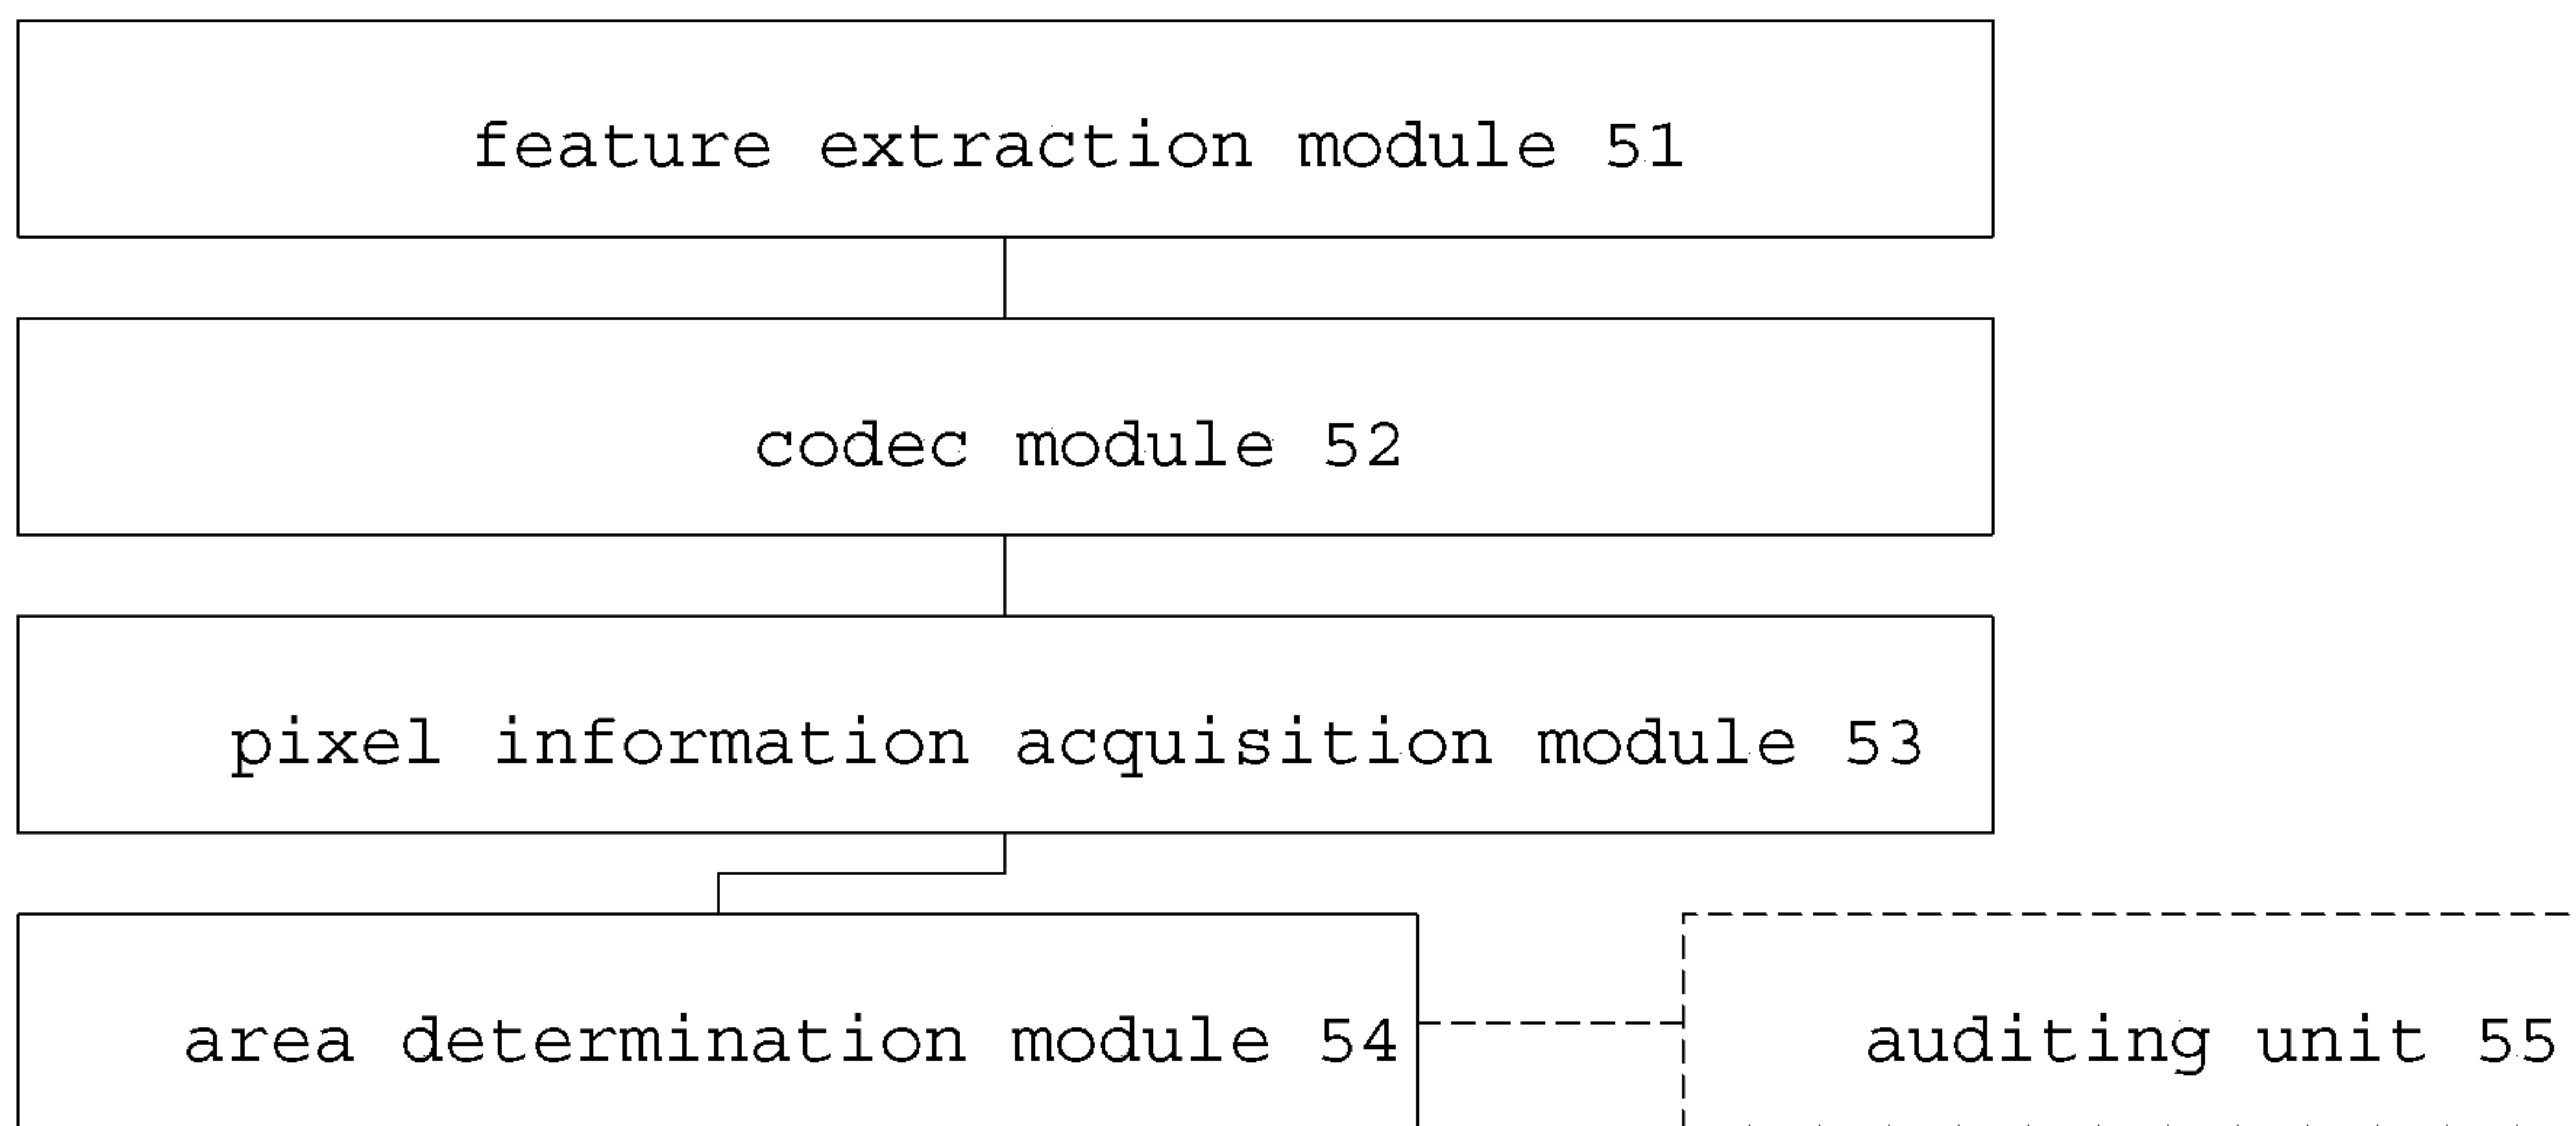 feature extraction module 51
codec module 52
pixel information acquisition module 53
area determination module 54
auditing unit 55